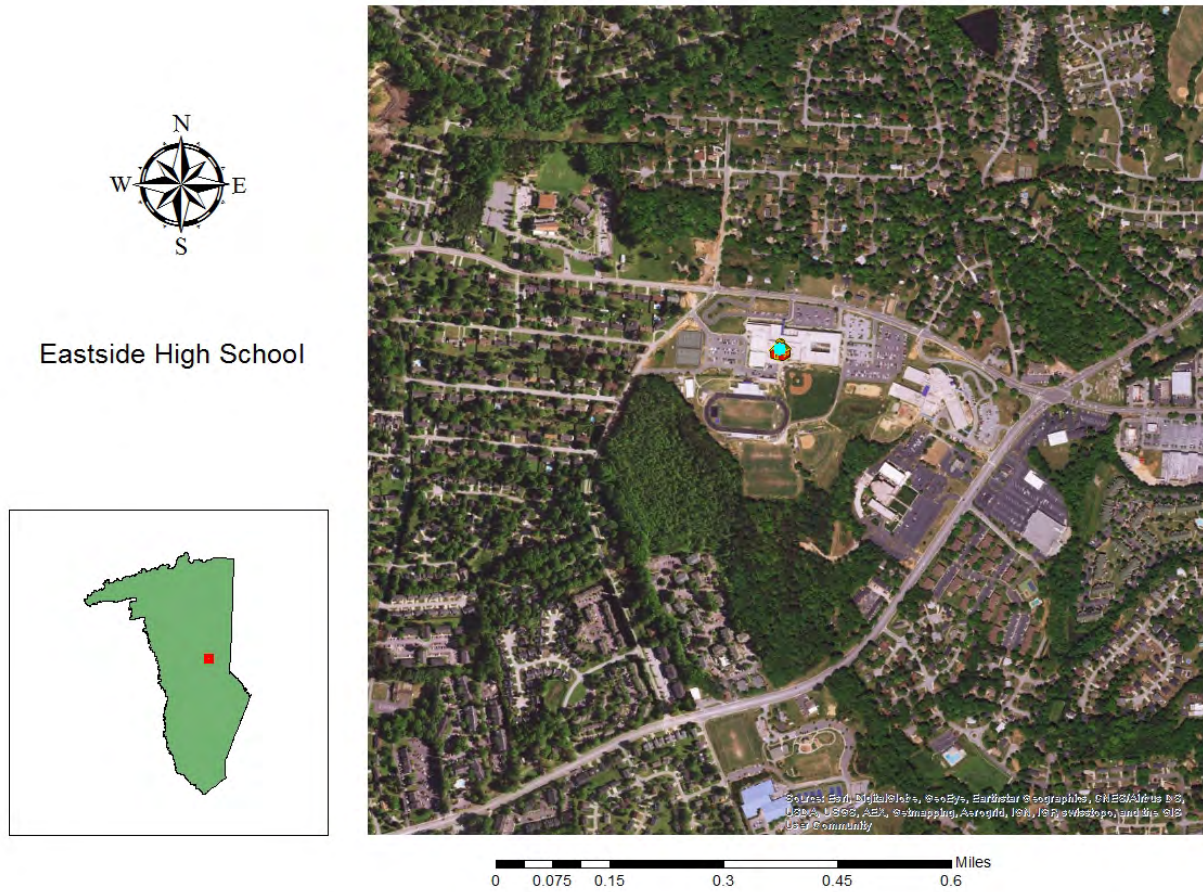 N
W E
S
Eastside High School
Source: Esri, DigitalGlobe, GeoEye, Earthstar Geographics, CNES/Airbus DS,
USDA, USGS, AEX, Getmapping, Aerogrid, IGN, IGP, swisstopo, and the GIS
User Community
Miles
0 0.075 0.15 0.3 0.45 0.6